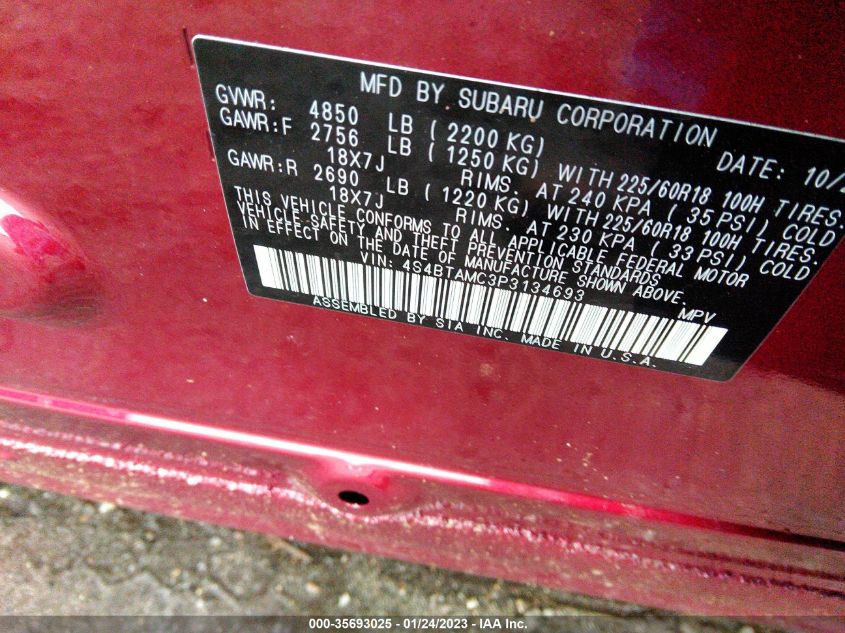 MFD BY SUBARU CORPORATION
DATE: 10/
GVWR: 4850 LB ( 2200 KG)
GAWR:F 2756 LB ( 1250 KG) WITH 225/60R18 100H TIRES.
18X7J RIMS. AT 240 KPA ( 35 PSI) COLD
GAWR:R 2690 LB ( 1220 KG) WITH 225/60R18 100H TIRES.
18X7J RIMS. AT 230 KPA ( 33 PSI) COLD
THIS VEHICLE CONFORMS TO ALL APPLICABLE FEDERAL MOTOR
VEHICLE SAFETY AND THEFT PREVENTION STANDARDS
IN EFFECT ON THE DATE OF MANUFACTURE SHOWN ABOVE.
VIN: 4S4BTAMC3P3134693 MPV
ASSEMBLED BY SIA INC. MADE IN U.S.A.
000-35693025 - 01/24/2023 - IAA Inc.